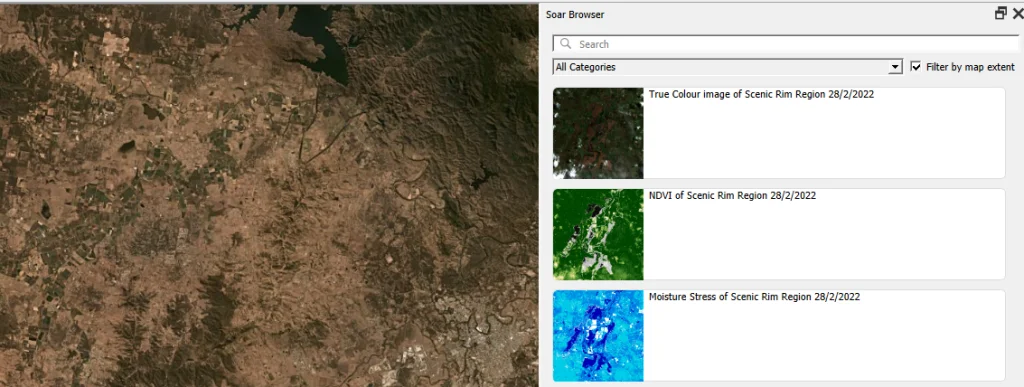 Soar Browser
Search
All Categories
Filter by map extent
True Colour image of Scenic Rim Region 28/2/2022
NDVI of Scenic Rim Region 28/2/2022
Moisture Stress of Scenic Rim Region 28/2/2022